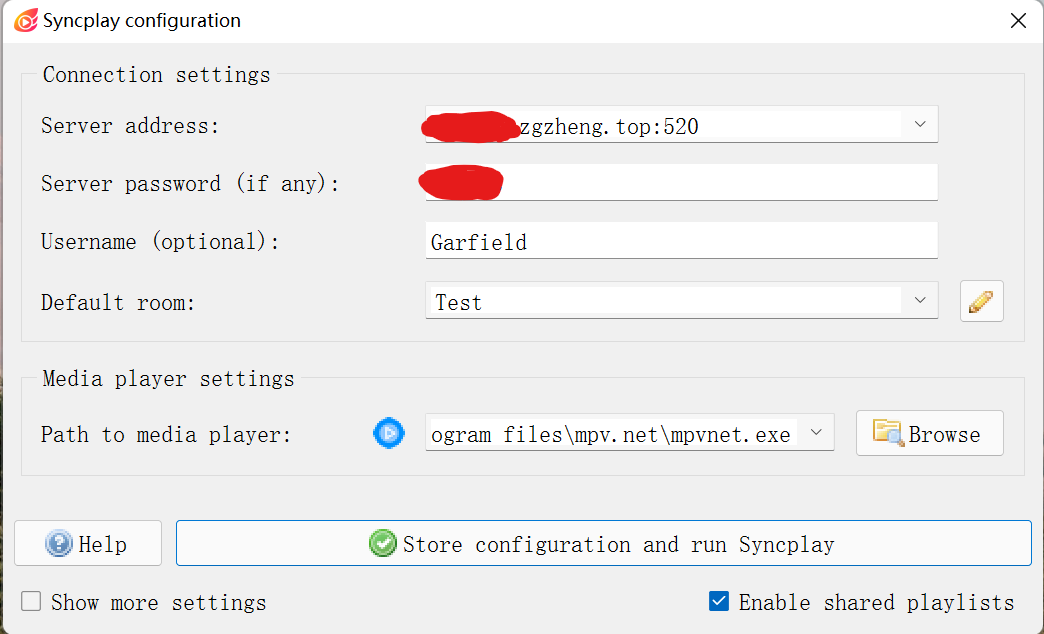 Syncplay configuration
Connection settings
Server address:
zgzheng.top:520
Server password (if any):
Username (optional):
Garfield
Default room:
Test
Media player settings
Path to media player:
ogram files\mpv.net\mpvnet.exe
Browse
Help
Store configuration and run Syncplay
Show more settings
Enable shared playlists